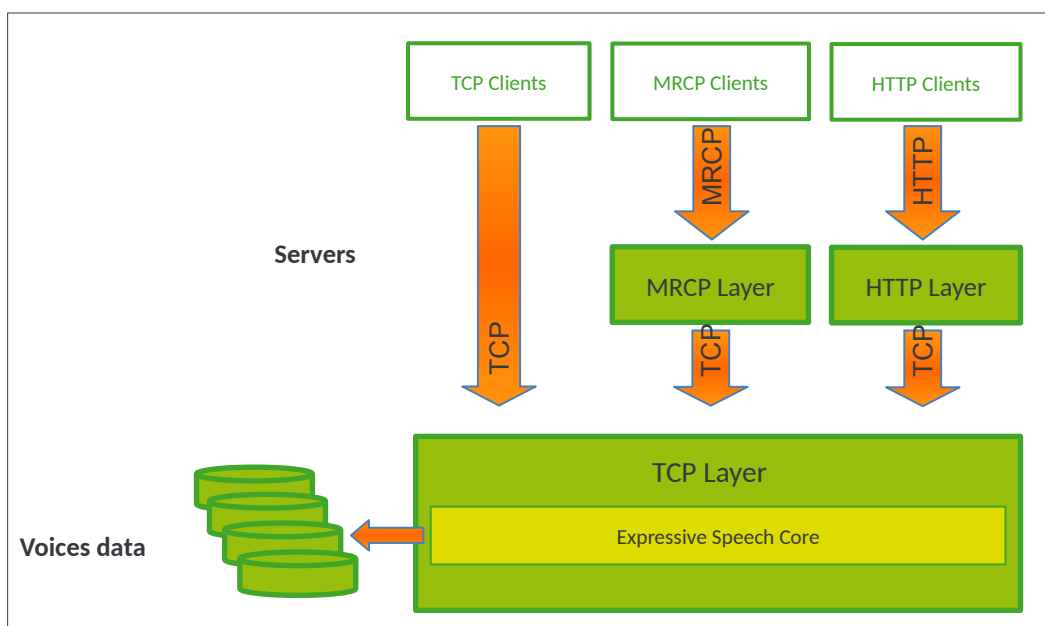 TCP Clients
MRCP Clients
HTTP Clients
MRCP
HTTP
Servers
MRCP Layer
HTTP Layer
TCP
TCP
TCP
TCP Layer
Expressive Speech Core
Voices data